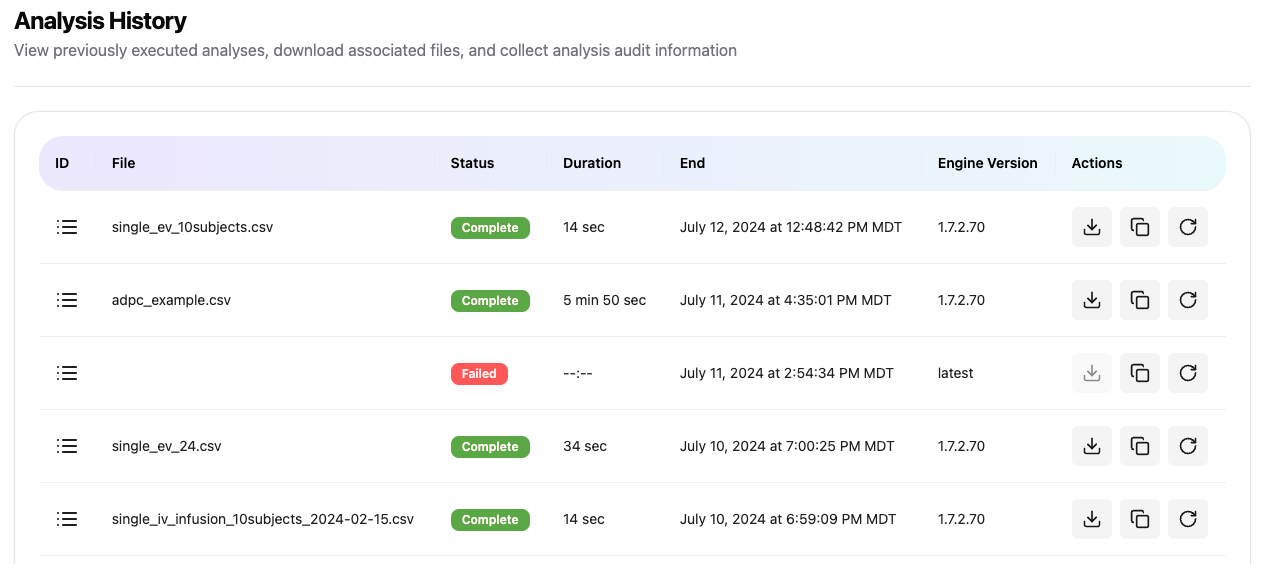 Analysis History
View previously executed analyses, download associated files, and collect analysis audit information
ID File Status Duration End Engine Version Actions
single_ev_10subjects.csv Complete 14 sec July 12, 2024 at 12:48:42 PM MDT 1.7.2.70
adpc_example.csv Complete 5 min 50 sec July 11, 2024 at 4:35:01 PM MDT 1.7.2.70
Failed --:-- July 11, 2024 at 2:54:34 PM MDT latest
single_ev_24.csv Complete 34 sec July 10, 2024 at 7:00:25 PM MDT 1.7.2.70
single_iv_infusion_10subjects_2024-02-15.csv Complete 14 sec July 10, 2024 at 6:59:09 PM MDT 1.7.2.70